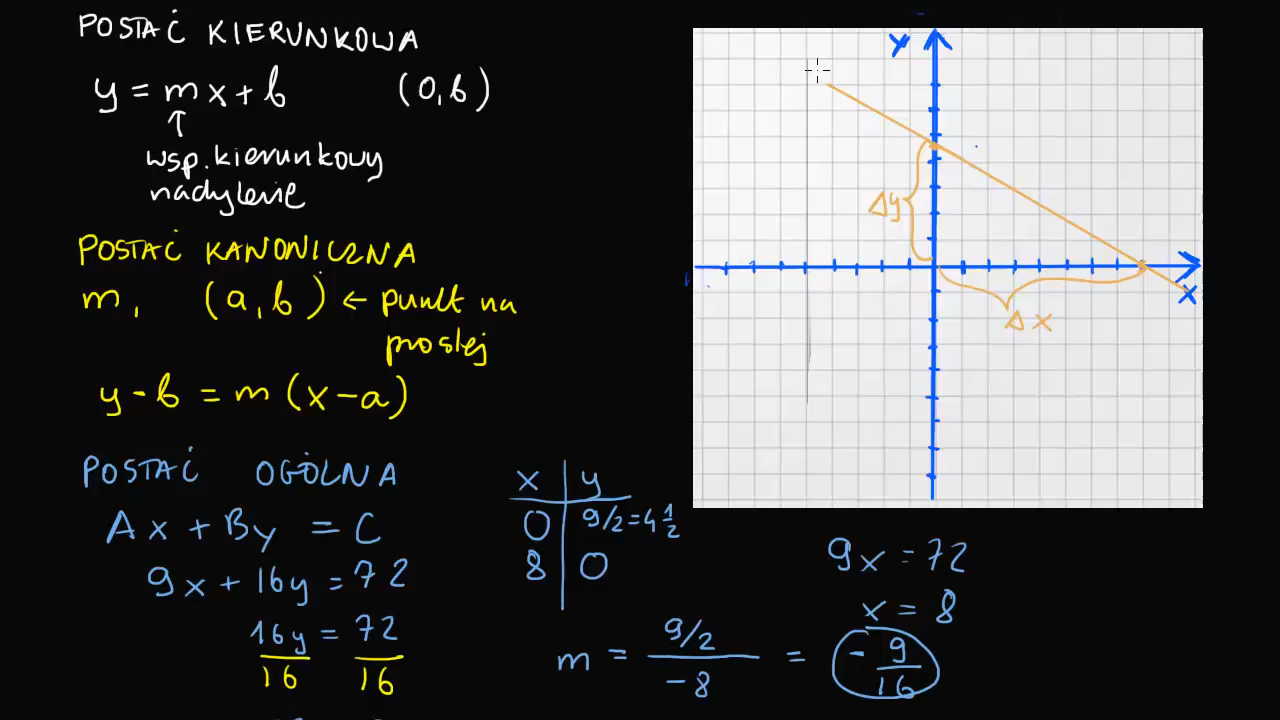 POSTAĆ KIERUNKOWA
y = mx + b (0, b)
↑
wsp. kierunkowy
nachylenie
POSTAĆ KANONICZNA
m, (a, b) ← punkt na
prostej
y - b = m (x - a)
POSTAĆ OGÓLNA
Ax + By = C
9x + 16y = 72
16y = 72
16 16
x y
0 9/2 = 4 1/2
8 0
9x = 72
x = 8
m = (9/2)/(-8) = -9/16
y
Δy
Δx
x